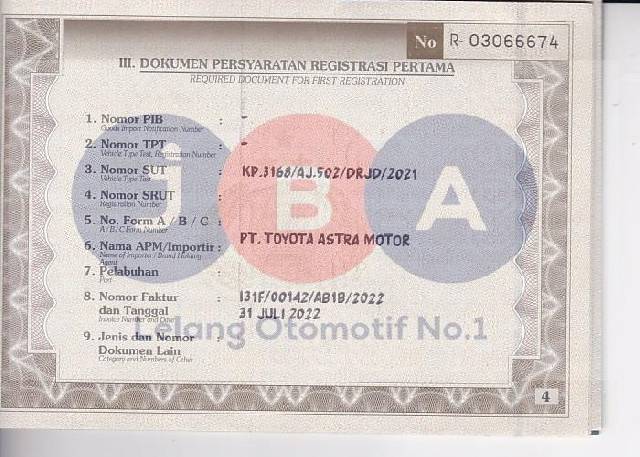 No R- 03066674
III. DOKUMEN PERSYARATAN REGISTRASI PERTAMA
REQUIRED DOCUMENT FOR FIRST REGISTRATION
1. Nomor PIB : -
Goods Import Notification Number
2. Nomor TPT : -
Vehicle Type Test, Registration Number
3. Nomor SUT : KP.3168/AJ.502/DRJD/2021
Vehicle Type Test
4. Nomor SRUT :
Registration Number
5. No. Form A / B / C :
A / B / C Form Number
6. Nama APM/Importir : PT. TOYOTA ASTRA MOTOR
Name of Importer / Brand Holding
Agent
7. Pelabuhan :
Port
8. Nomor Faktur : 131F/00142/AB1B/2022
dan Tanggal 31 JULI 2022
Invoice Number and Date
9. Jenis dan Nomor :
Dokumen Lain
Category and Numbers of Other
i B A
Lelang Otomotif No.1
4